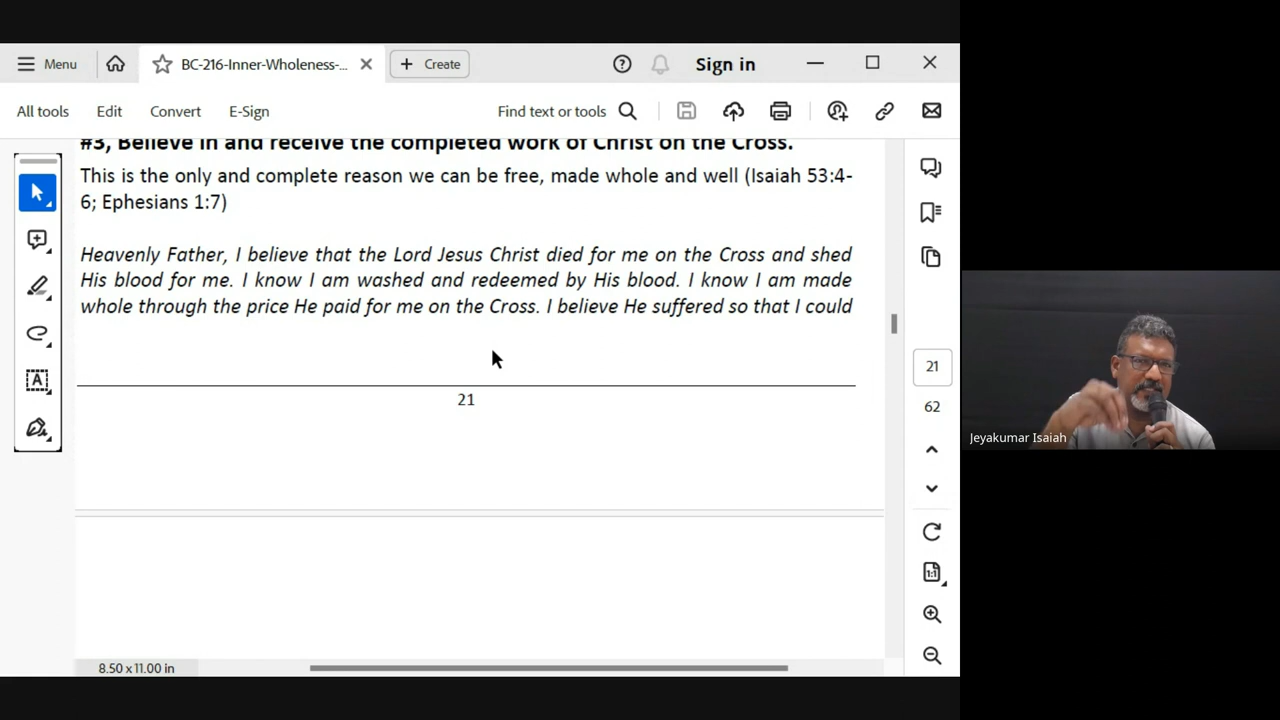 Menu
BC-216-Inner-Wholeness-...
Create
Sign in
All tools
Edit
Convert
E-Sign
Find text or tools
#3, Believe in and receive the completed work of Christ on the Cross.
This is the only and complete reason we can be free, made whole and well (Isaiah 53:4-
6; Ephesians 1:7)
Heavenly Father, I believe that the Lord Jesus Christ died for me on the Cross and shed
His blood for me. I know I am washed and redeemed by His blood. I know I am made
whole through the price He paid for me on the Cross. I believe He suffered so that I could
21
21
62
1:1
8.50 x 11.00 in
Jeyakumar Isaiah